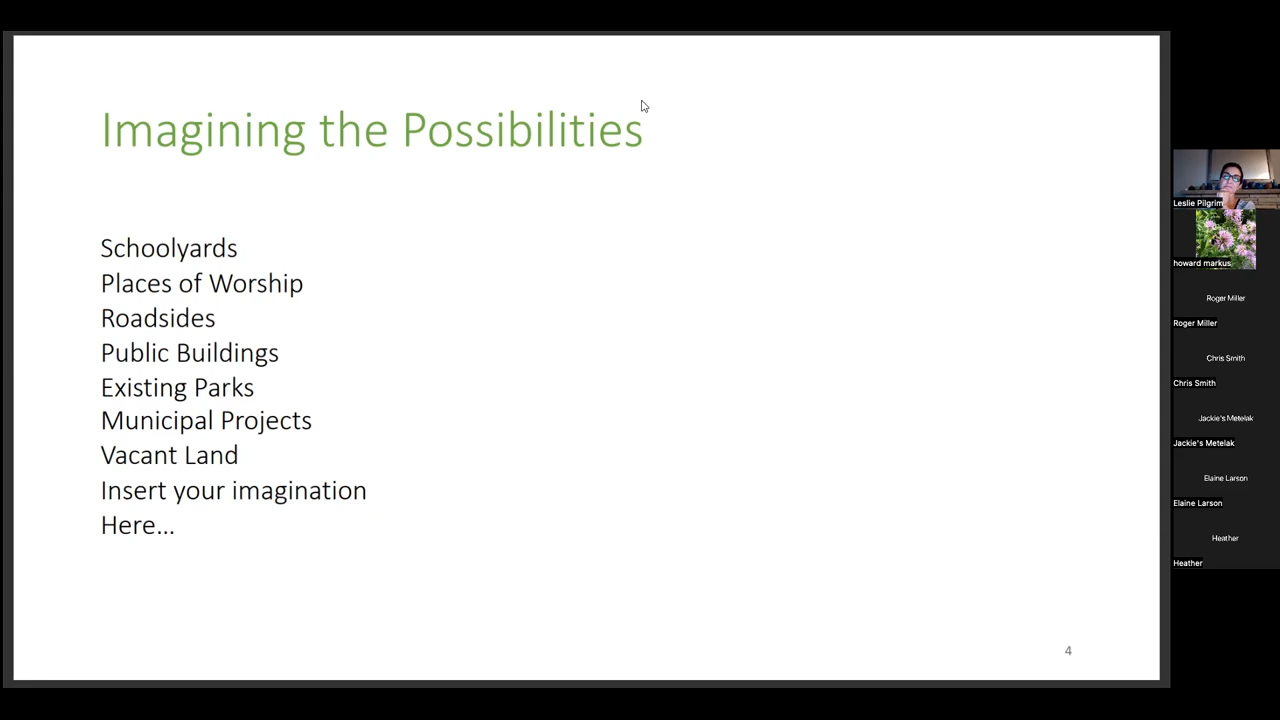 Imagining the Possibilities
Schoolyards
Places of Worship
Roadsides
Public Buildings
Existing Parks
Municipal Projects
Vacant Land
Insert your imagination
Here...
4
Leslie Pilgrim
howard markus
Roger Miller
Roger Miller
Chris Smith
Chris Smith
Jackie's Metelak
Jackie's Metelak
Elaine Larson
Elaine Larson
Heather
Heather